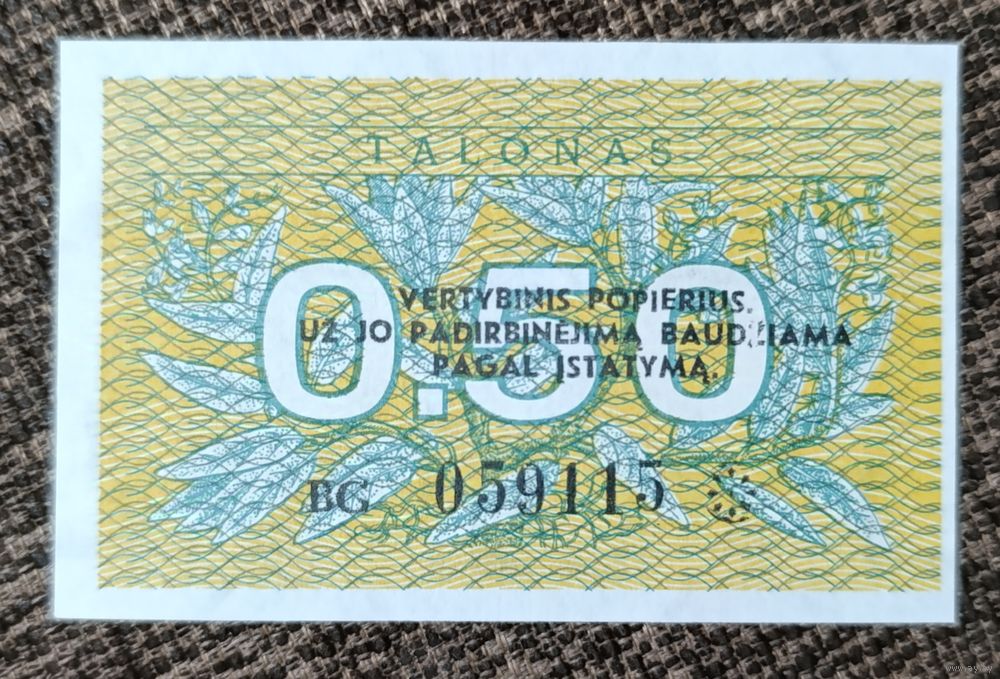 TALONAS
0.50
VERTYBINIS POPIERIUS.
UŽ JO PADIRBINĖJIMĄ BAUDŽIAMA
PAGAL ĮSTATYMĄ.
BG 059115